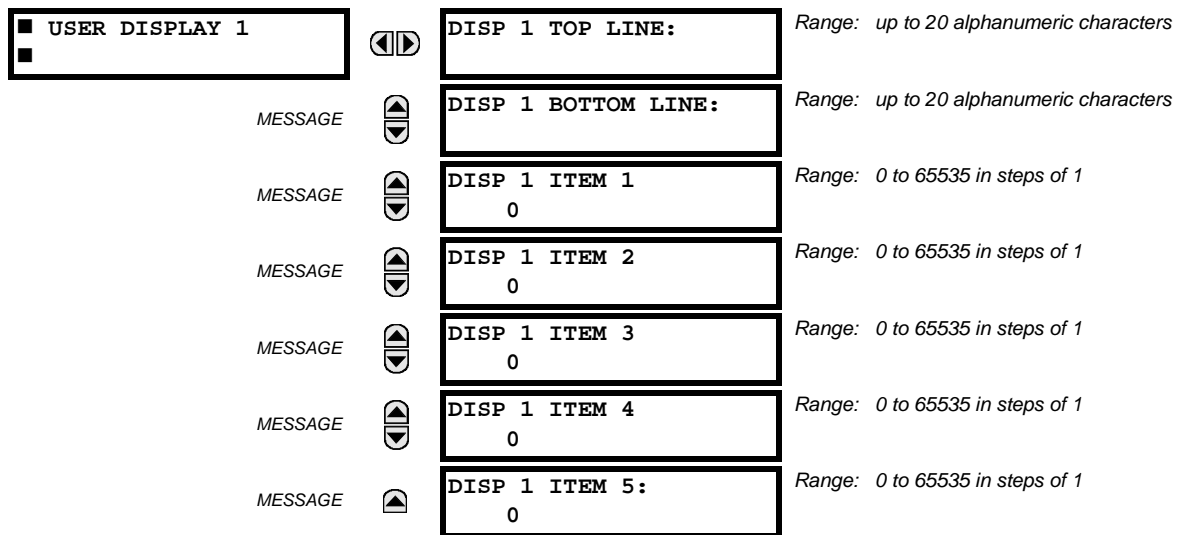 ■ USER DISPLAY 1
■
DISP 1 TOP LINE:
Range: up to 20 alphanumeric characters
MESSAGE
DISP 1 BOTTOM LINE:
Range: up to 20 alphanumeric characters
MESSAGE
DISP 1 ITEM 1
0
Range: 0 to 65535 in steps of 1
MESSAGE
DISP 1 ITEM 2
0
Range: 0 to 65535 in steps of 1
MESSAGE
DISP 1 ITEM 3
0
Range: 0 to 65535 in steps of 1
MESSAGE
DISP 1 ITEM 4
0
Range: 0 to 65535 in steps of 1
MESSAGE
DISP 1 ITEM 5:
0
Range: 0 to 65535 in steps of 1